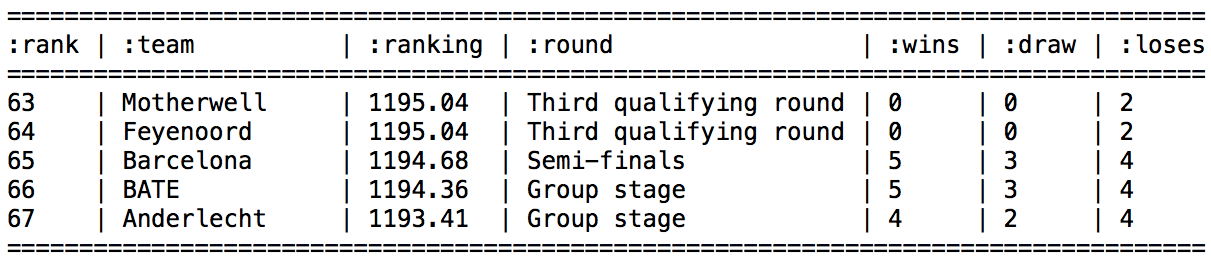 ===================================================================================
:rank | :team          | :ranking | :round                 | :wins | :draw | :loses
===================================================================================
63    | Motherwell     | 1195.04  | Third qualifying round | 0     | 0     | 2
64    | Feyenoord      | 1195.04  | Third qualifying round | 0     | 0     | 2
65    | Barcelona      | 1194.68  | Semi-finals            | 5     | 3     | 4
66    | BATE           | 1194.36  | Group stage            | 5     | 3     | 4
67    | Anderlecht     | 1193.41  | Group stage            | 4     | 2     | 4
===================================================================================